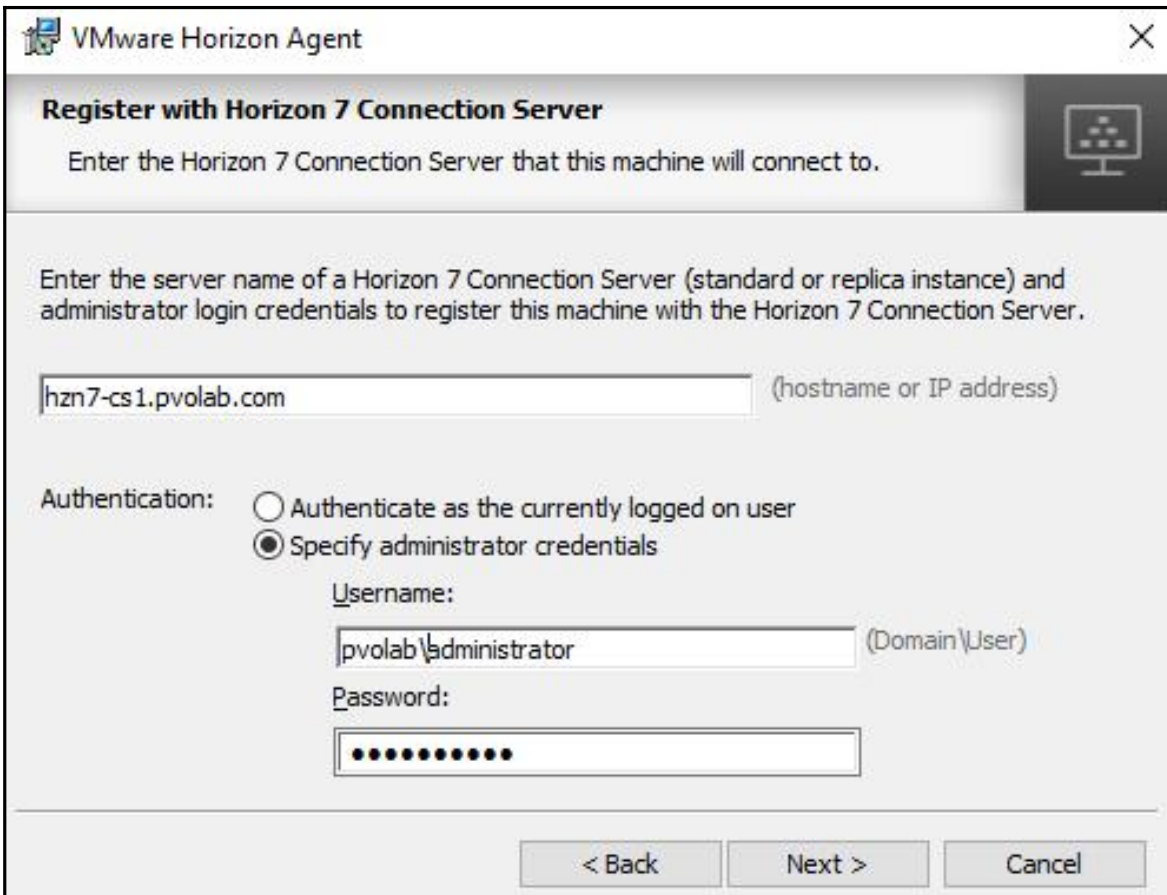 VMware Horizon Agent
Register with Horizon 7 Connection Server
Enter the Horizon 7 Connection Server that this machine will connect to.
Enter the server name of a Horizon 7 Connection Server (standard or replica instance) and
administrator login credentials to register this machine with the Horizon 7 Connection Server.
hzn7-cs1.pvolab.com (hostname or IP address)
Authentication: Authenticate as the currently logged on user
Specify administrator credentials
Username:
pvolab\administrator (Domain\User)
Password:
●●●●●●●●●●
< Back Next > Cancel